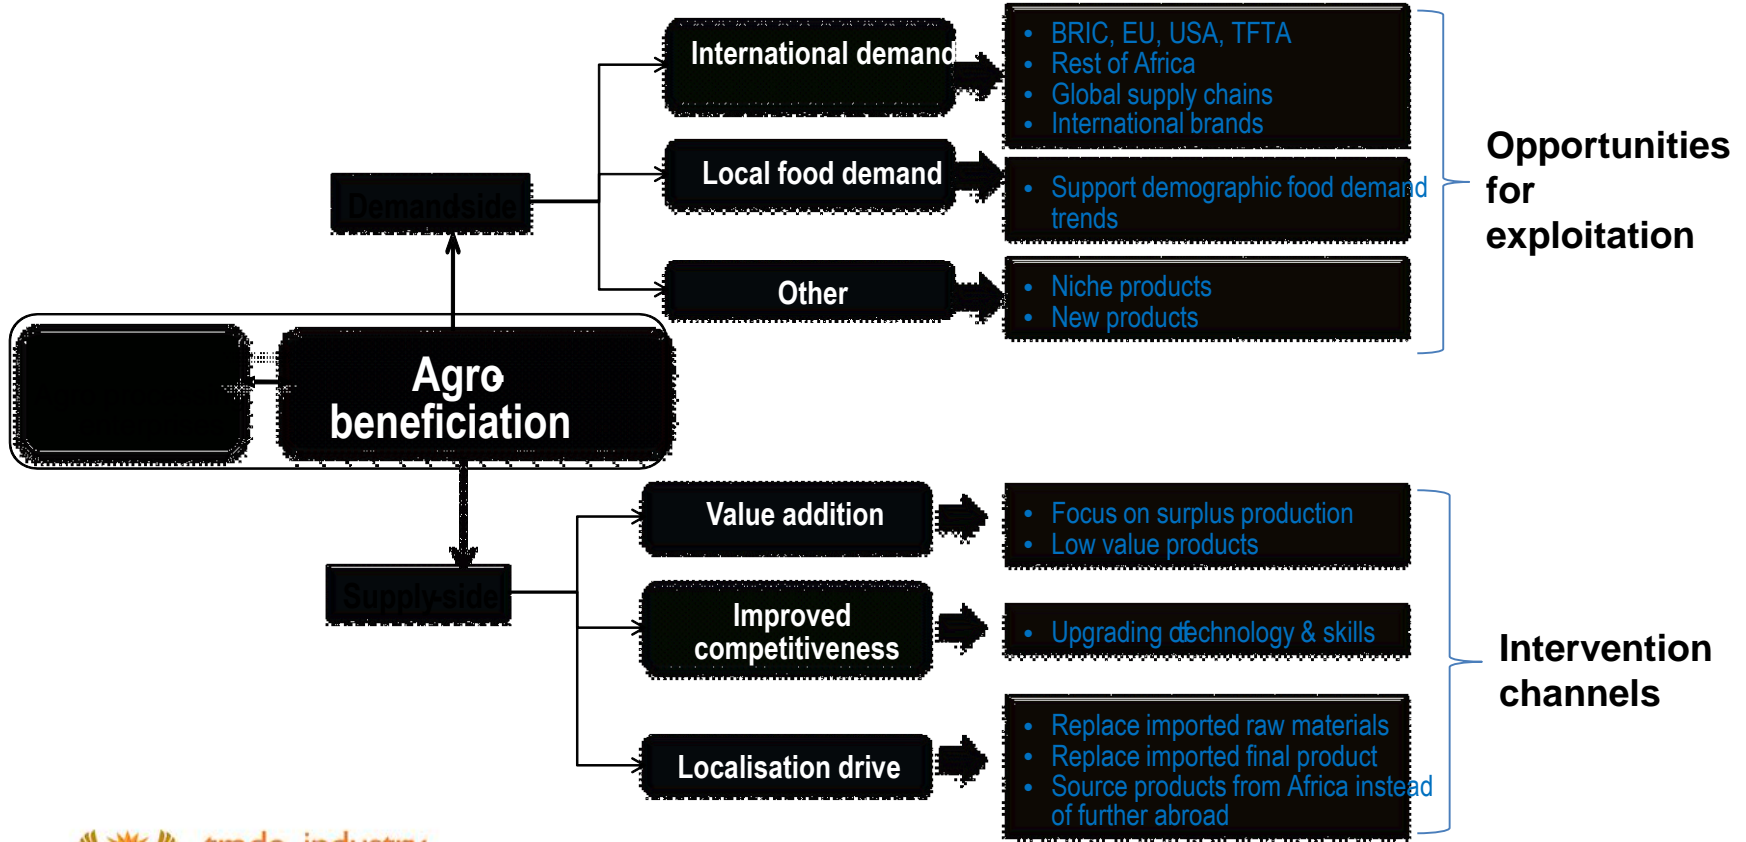 International demand
• BRIC, EU, USA, TFTA
• Rest of Africa
• Global supply chains
• International brands
Local food demand
• Support demographic food demand
trends
Demand-side
Other
• Niche products
• New products
Opportunities
for
exploitation
Agro-
beneficiation
Value addition
• Focus on surplus production
• Low value products
Supply-side
Improved
competitiveness
• Upgrading of technology & skills
Localisation drive
• Replace imported raw materials
• Replace imported final product
• Source products from Africa instead
of further abroad
Intervention
channels